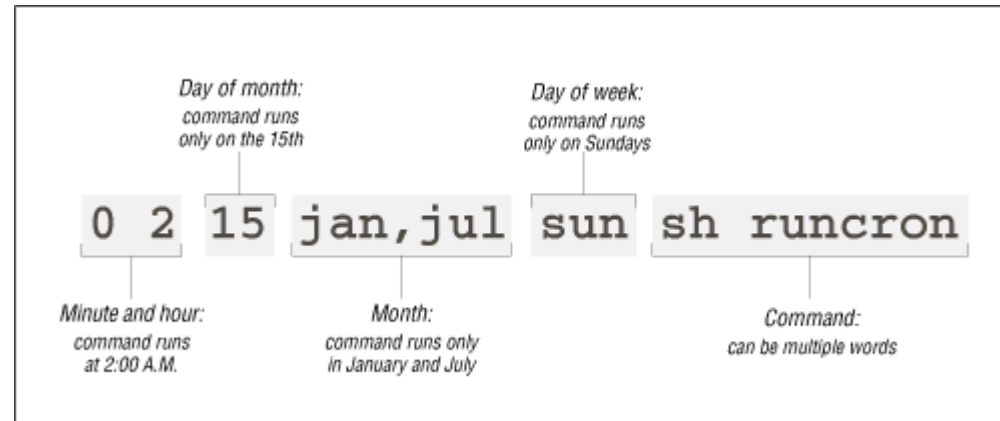 Day of month:
command runs
only on the 15th
Day of week:
command runs
only on Sundays
0 2 15 jan,jul sun sh runcron
Minute and hour:
command runs
at 2:00 A.M.
Month:
command runs only
in January and July
Command:
can be multiple words